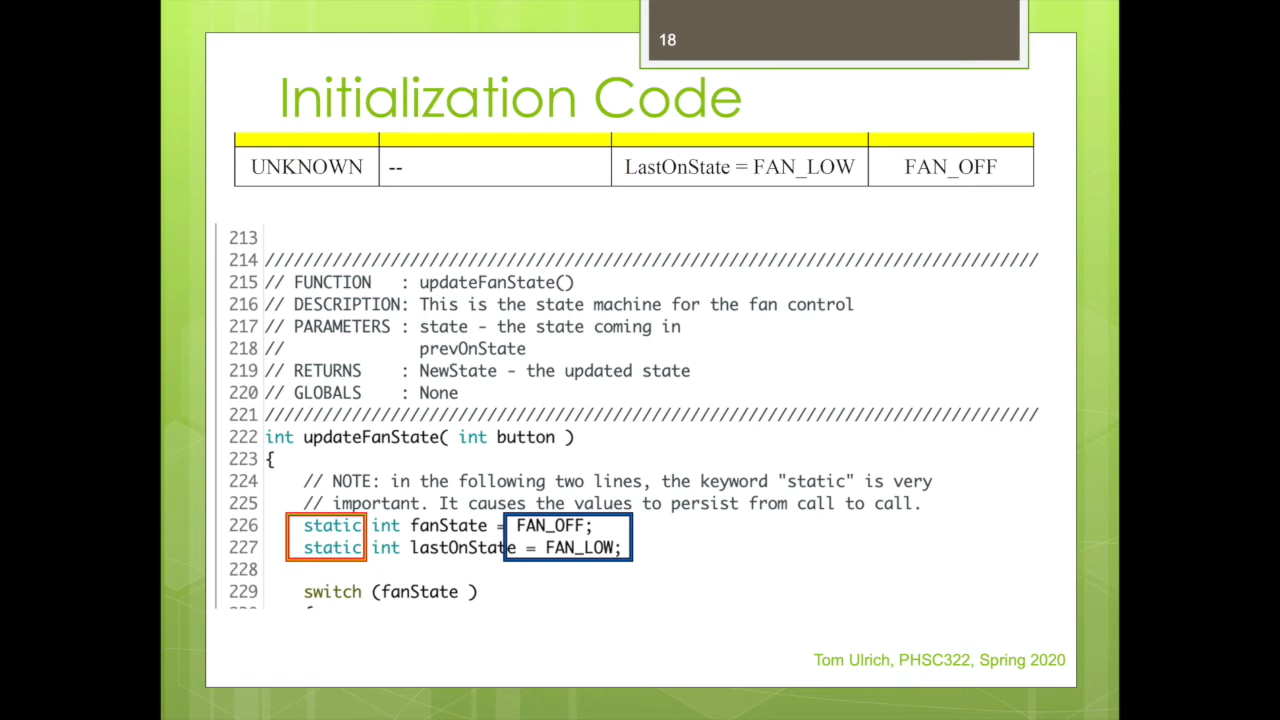 18
Initialization Code
UNKNOWN -- LastOnState = FAN_LOW FAN_OFF
213
214 ////////////////////////////////////////////////////////////////////////////////
215 // FUNCTION   : updateFanState()
216 // DESCRIPTION: This is the state machine for the fan control
217 // PARAMETERS : state - the state coming in
218 //              prevOnState
219 // RETURNS    : NewState - the updated state
220 // GLOBALS    : None
221 ////////////////////////////////////////////////////////////////////////////////
222 int updateFanState( int button )
223 {
224     // NOTE: in the following two lines, the keyword "static" is very
225     // important. It causes the values to persist from call to call.
226     static int fanState = FAN_OFF;
227     static int lastOnState = FAN_LOW;
228
229     switch (fanState )
Tom Ulrich, PHSC322, Spring 2020